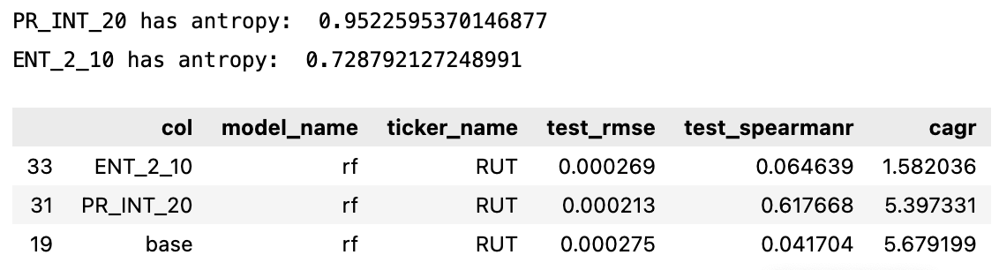 PR_INT_20 has antropy:  0.9522595370146877
ENT_2_10 has antropy:  0.728792127248991
col model_name ticker_name test_rmse test_spearmanr cagr
33 ENT_2_10 rf RUT 0.000269 0.064639 1.582036
31 PR_INT_20 rf RUT 0.000213 0.617668 5.397331
19 base rf RUT 0.000275 0.041704 5.679199